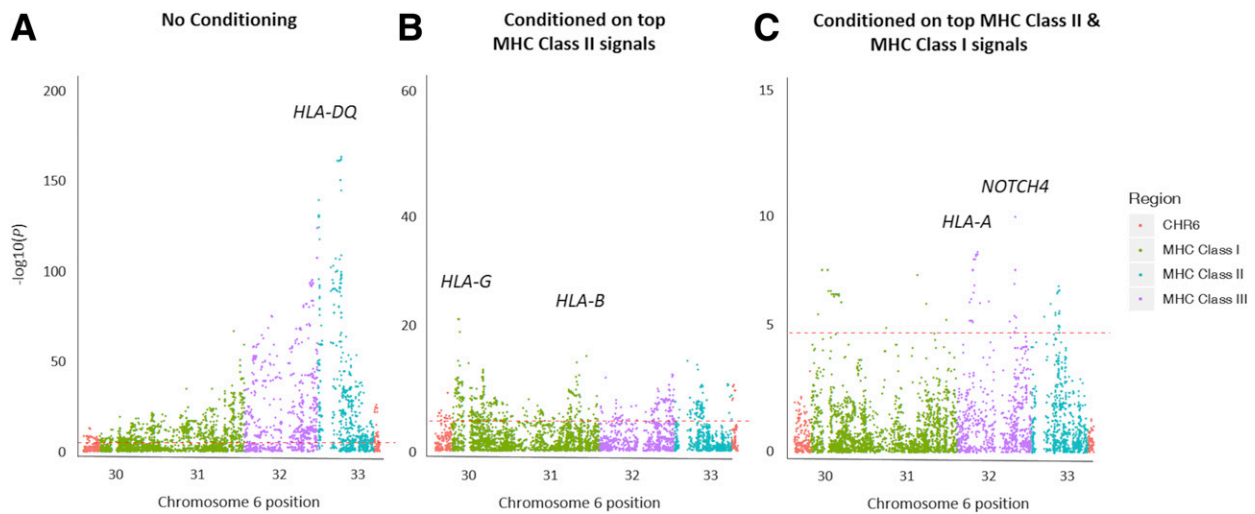 A
No Conditioning
200
150
100
50
0
-log10(P)
HLA-DQ
30
31
32
33
Chromosome 6 position
B
Conditioned on top
MHC Class II signals
60
40
20
0
HLA-G
HLA-B
30
31
32
33
Chromosome 6 position
C
Conditioned on top MHC Class II &
MHC Class I signals
15
10
5
0
NOTCH4
HLA-A
30
31
32
33
Chromosome 6 position
Region
CHR6
MHC Class I
MHC Class II
MHC Class III